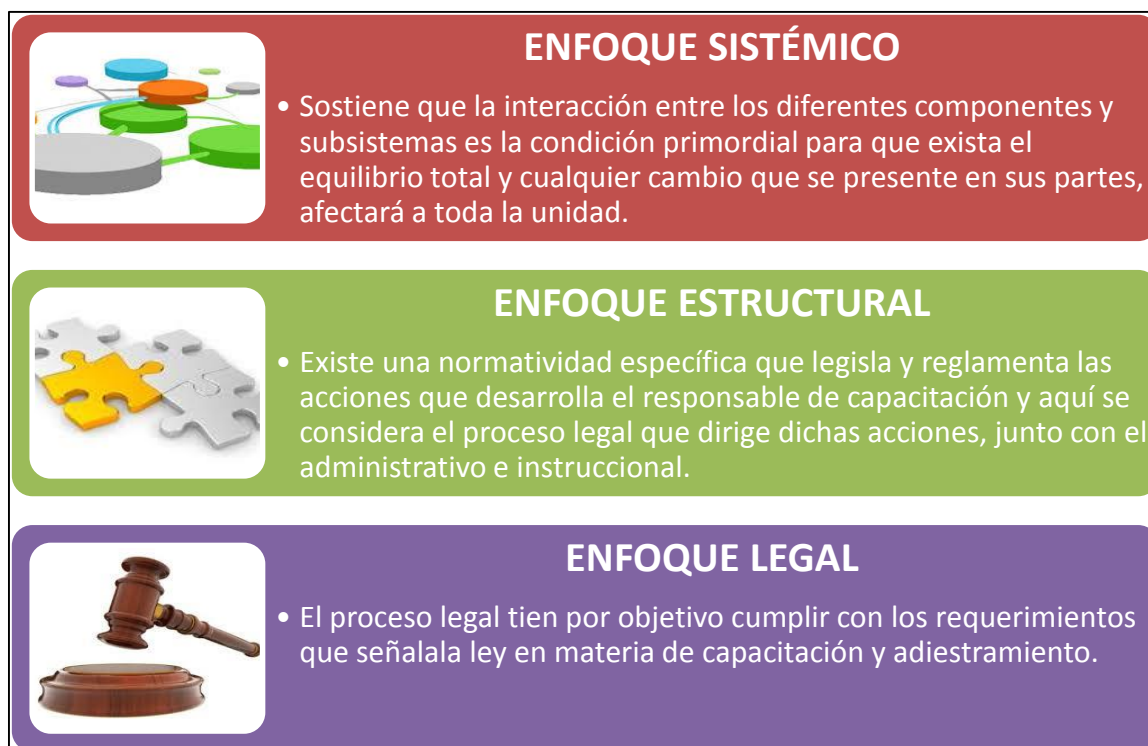 ENFOQUE SISTÉMICO
• Sostiene que la interacción entre los diferentes componentes y
subsistemas es la condición primordial para que exista el
equilibrio total y cualquier cambio que se presente en sus partes,
afectará a toda la unidad.
ENFOQUE ESTRUCTURAL
• Existe una normatividad específica que legisla y reglamenta las
acciones que desarrolla el responsable de capacitación y aquí se
considera el proceso legal que dirige dichas acciones, junto con el
administrativo e instruccional.
ENFOQUE LEGAL
• El proceso legal tien por objetivo cumplir con los requerimientos
que señalala ley en materia de capacitación y adiestramiento.